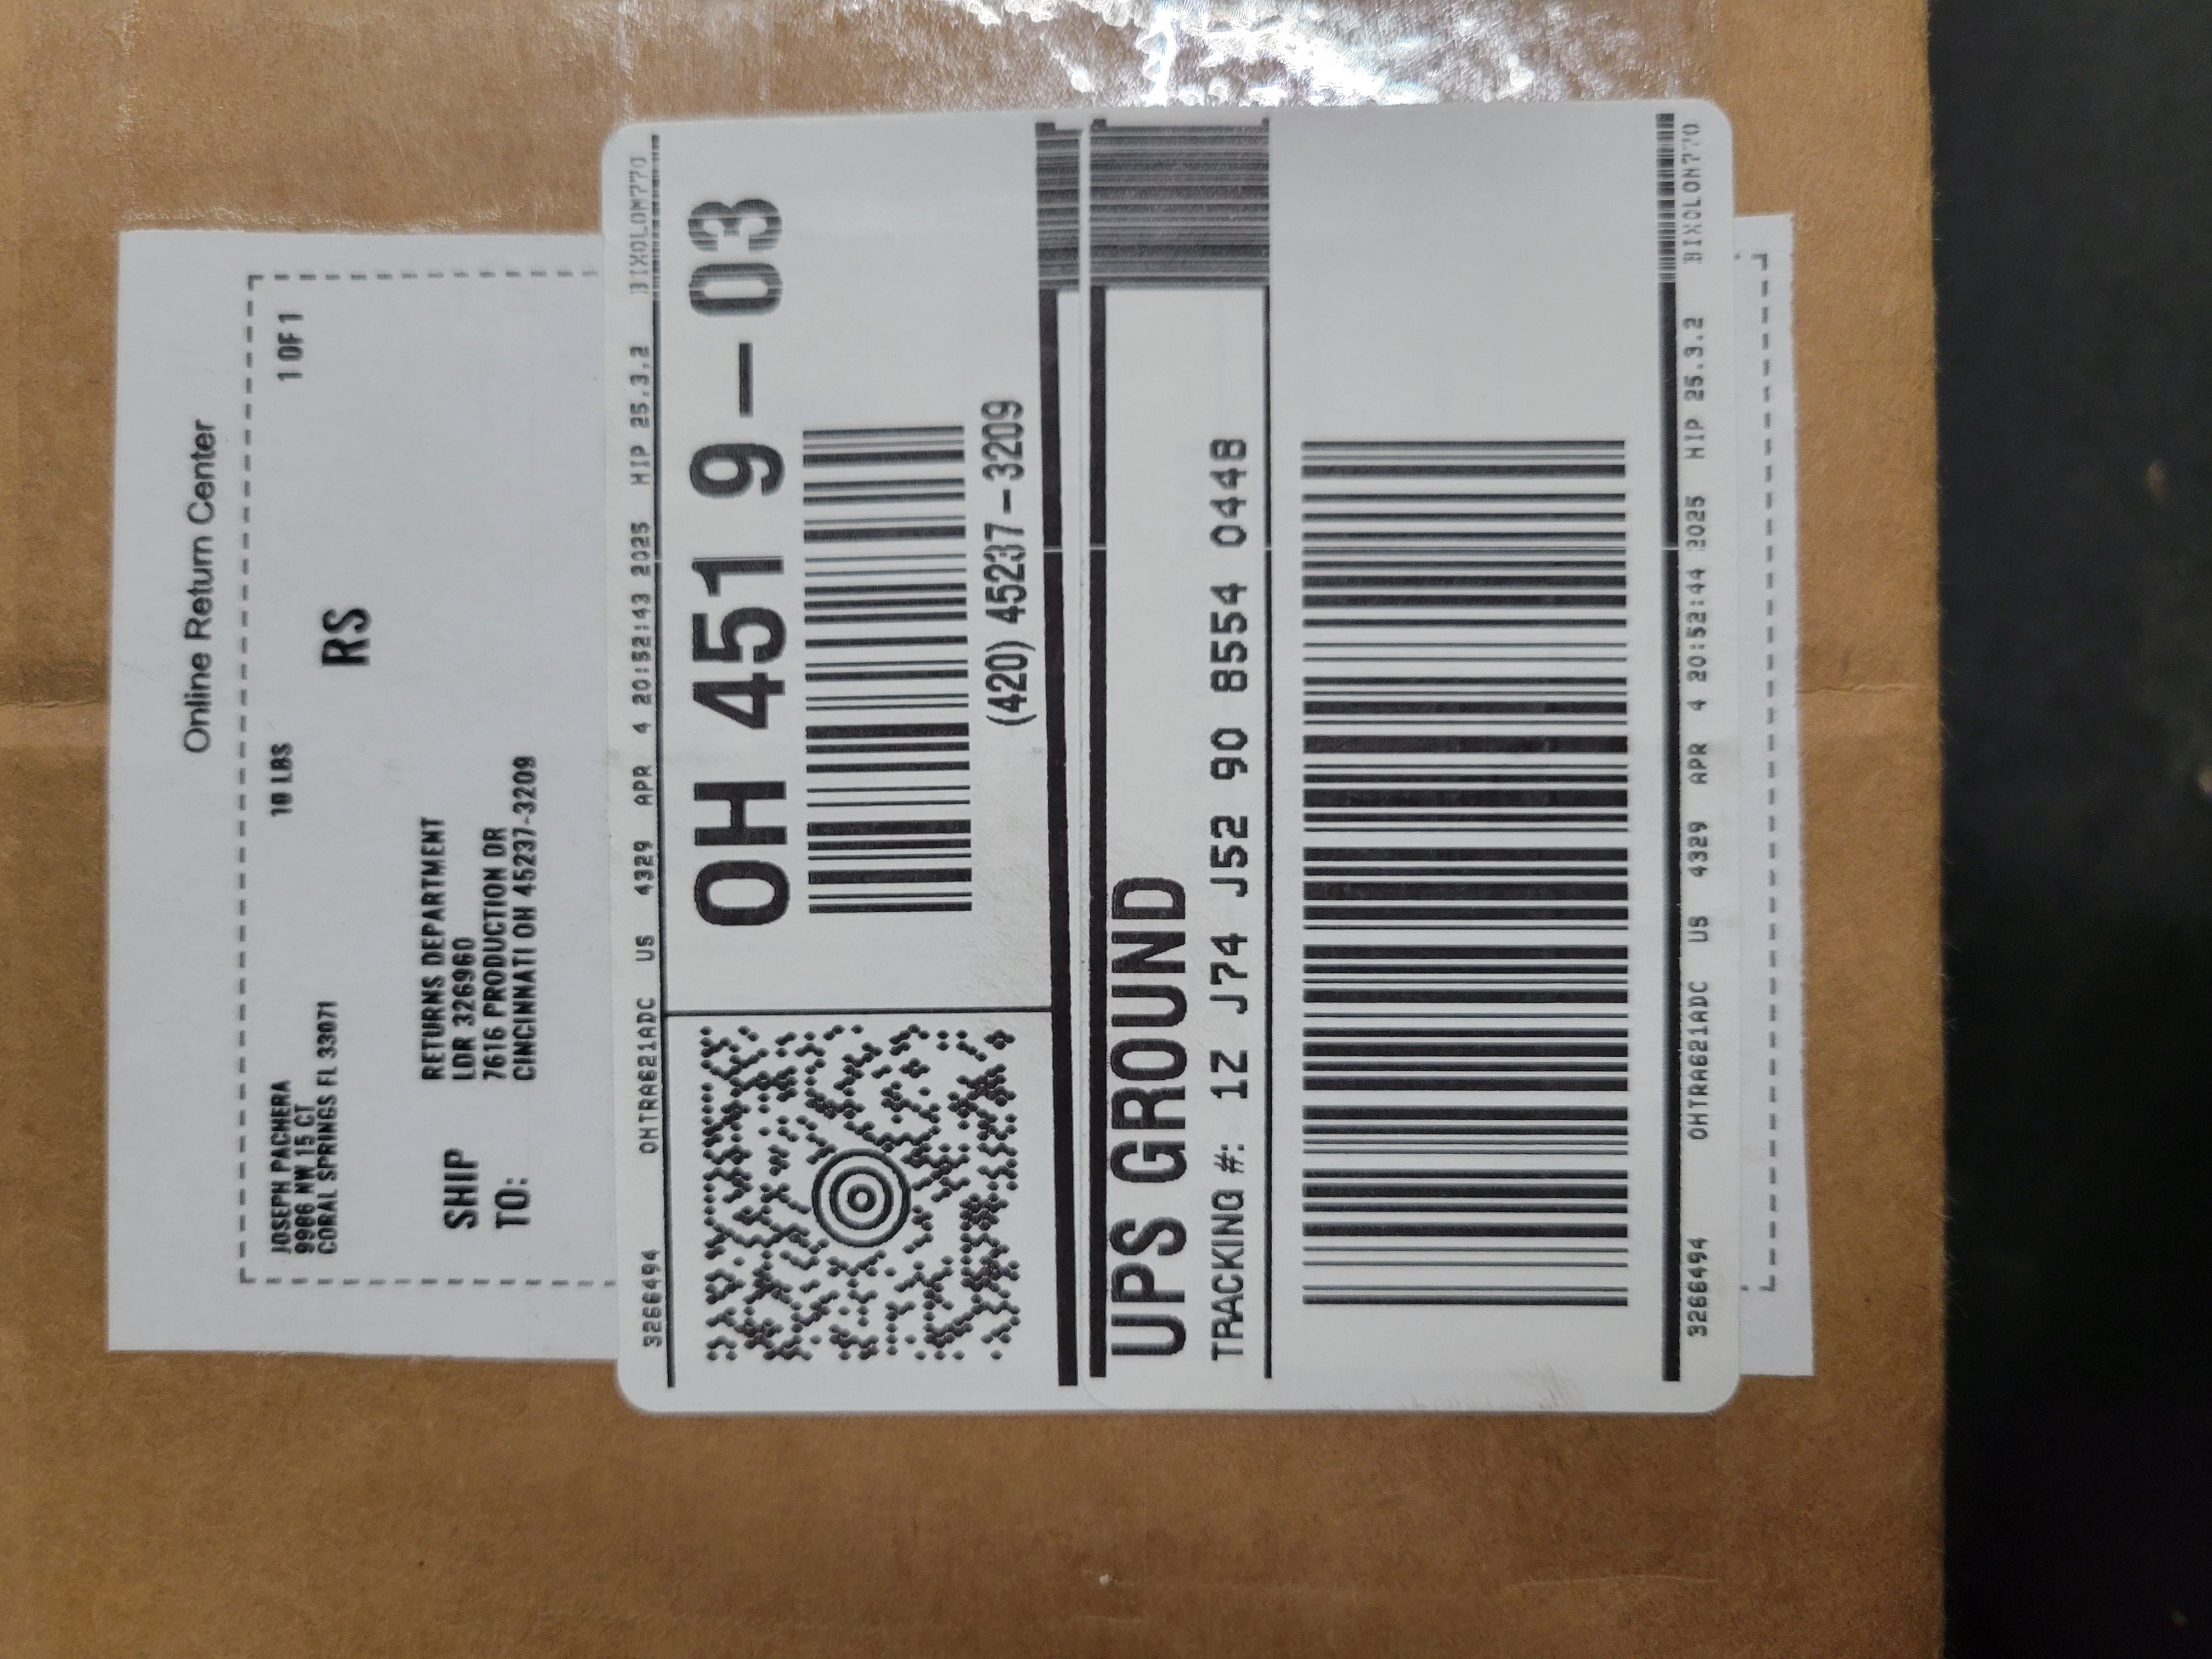 Online Return Center
JOSEPH PACHERA
9906 NW 15 CT
CORAL SPRINGS FL 33071
10 LBS
1 OF 1
RS
SHIP
TO:
RETURNS DEPARTMENT
LDR 326960
7616 PRODUCTION DR
CINCINNATI OH 45237-3209
3266494 OHTRA621ADC US 4329 APR 4 20:52:43 2025 HIP 25.3.2 BIXOLON770
OH 451 9-03
(420) 45237-3209
UPS GROUND
TRACKING #: 1Z J74 J52 90 8554 0448
3266494 OHTRA621ADC US 4329 APR 4 20:52:44 2025 HIP 25.3.2 BIXOLON770